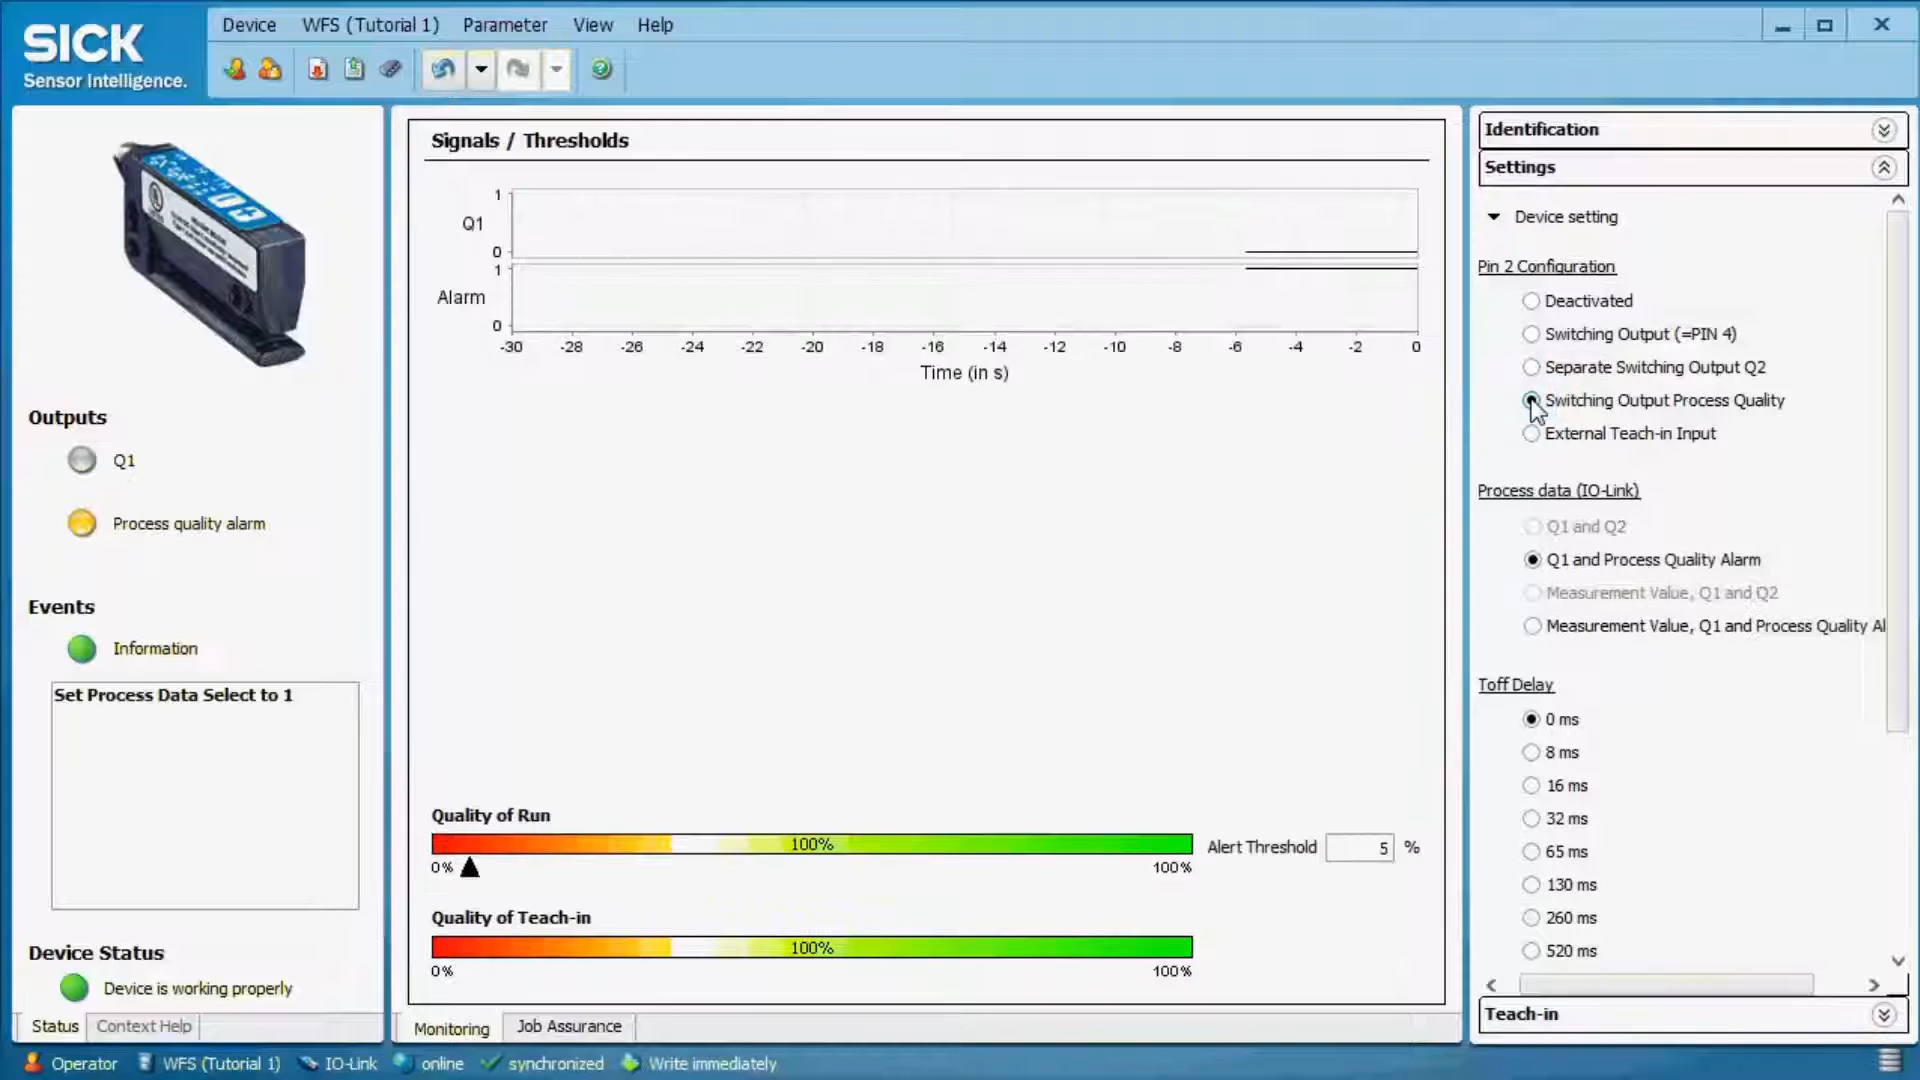 SICK
Sensor Intelligence.
Device WFS (Tutorial 1) Parameter View Help
Outputs
Q1
Process quality alarm
Events
Information
Set Process Data Select to 1
Device Status
Device is working properly
Status Context Help
Signals / Thresholds
1
Q1
0
1
Alarm
0
-30 -28 -26 -24 -22 -20 -18 -16 -14 -12 -10 -8 -6 -4 -2 0
Time (in s)
Quality of Run
100%
Alert Threshold 5 %
0% 100%
Quality of Teach-in
100%
0% 100%
Monitoring Job Assurance
Identification
Settings
Device setting
Pin 2 Configuration
Deactivated
Switching Output (=PIN 4)
Separate Switching Output Q2
Switching Output Process Quality
External Teach-in Input
Process data (IO-Link)
Q1 and Q2
Q1 and Process Quality Alarm
Measurement Value, Q1 and Q2
Measurement Value, Q1 and Process Quality Al
Toff Delay
0 ms
8 ms
16 ms
32 ms
65 ms
130 ms
260 ms
520 ms
Teach-in
Operator WFS (Tutorial 1) IO-Link online synchronized Write immediately